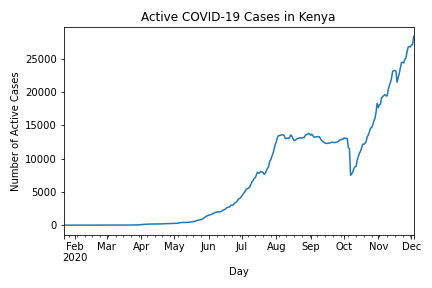 Active COVID-19 Cases in Kenya
Number of Active Cases
25000
20000
15000
10000
5000
0
Feb Mar Apr May Jun Jul Aug Sep Oct Nov Dec
2020
Day